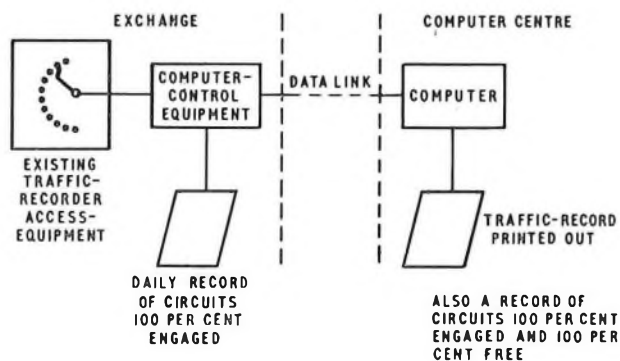 EXCHANGE
COMPUTER CENTRE
COMPUTER-
CONTROL
EQUIPMENT
DATA LINK
COMPUTER
EXISTING
TRAFFIC-
RECORDER
ACCESS-
EQUIPMENT
TRAFFIC-RECORD
PRINTED OUT
DAILY RECORD
OF CIRCUITS
100 PER CENT
ENGAGED
ALSO A RECORD OF
CIRCUITS 100 PER CENT
ENGAGED AND 100 PER
CENT FREE